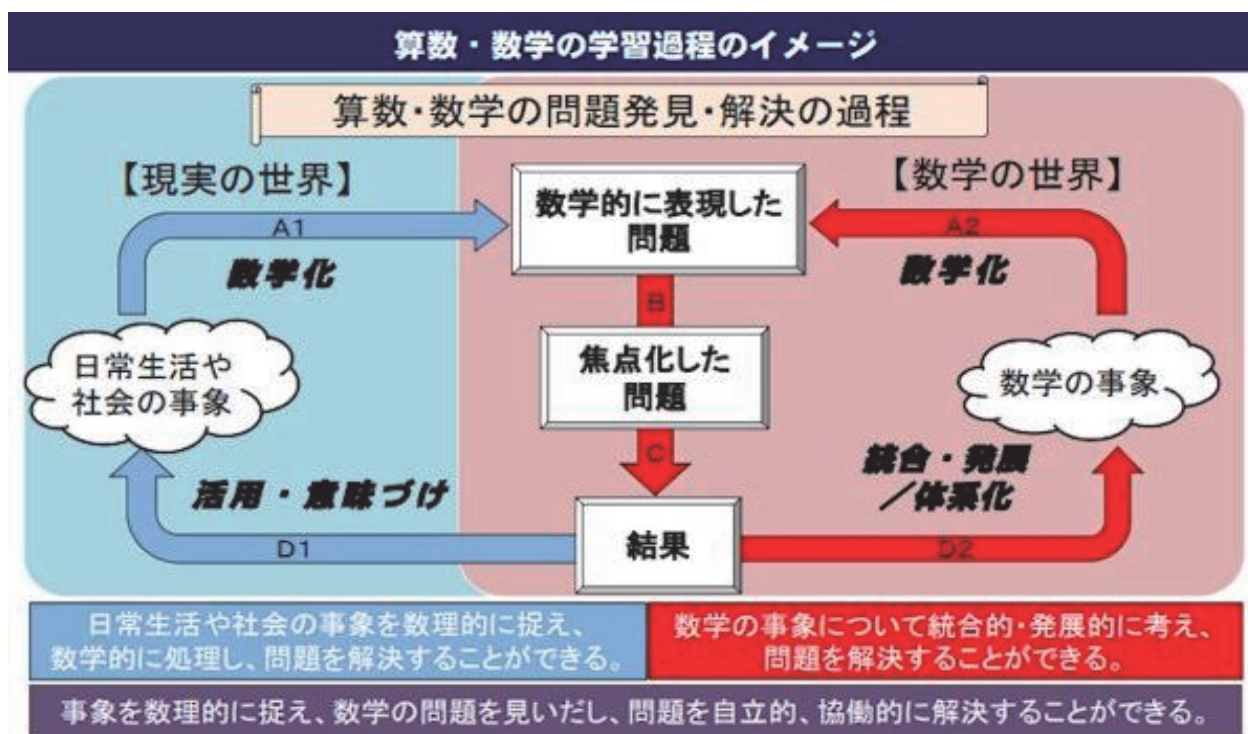 算数・数学の学習過程のイメージ
算数・数学の問題発見・解決の過程
【現実の世界】
【数学の世界】
数学的に表現した
問題
A1
A2
数学化
数学化
B
焦点化した
問題
日常生活や
社会の事象
数学の事象
C
活用・意味づけ
統合・発展
/体系化
結果
D1
D2
日常生活や社会の事象を数理的に捉え、
数学的に処理し、問題を解決することができる。
数学の事象について統合的・発展的に考え、
問題を解決することができる。
事象を数理的に捉え、数学の問題を見いだし、問題を自立的、協働的に解決することができる。